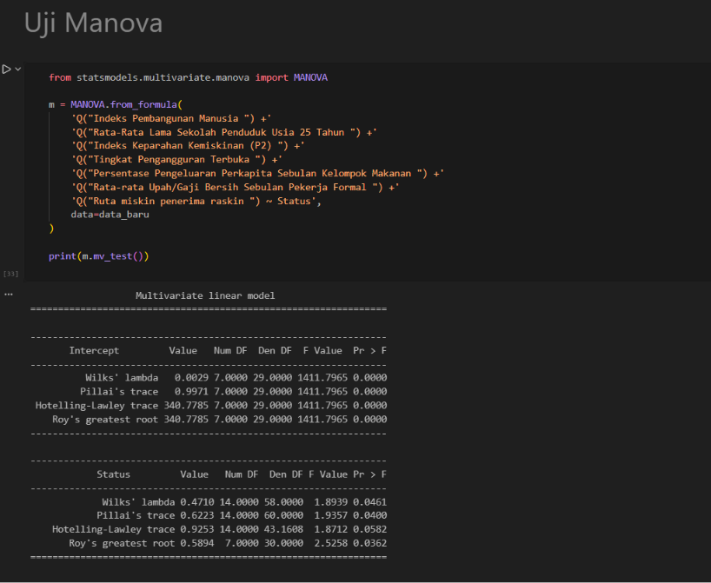 Uji Manova
from statsmodels.multivariate.manova import MANOVA
m = MANOVA.from_formula(
'Q("Indeks Pembangunan Manusia ") +'
'Q("Rata-Rata Lama Sekolah Penduduk Usia 25 Tahun ") +'
'Q("Indeks Keparahan Kemiskinan (P2) ") +'
'Q("Tingkat Pengangguran Terbuka ") +'
'Q("Persentase Pengeluaran Perkapita Sebulan Kelompok Makanan ") +'
'Q("Rata-rata Upah/Gaji Bersih Sebulan Pekerja Formal ") +'
'Q("Ruta miskin penerima raskin ") ~ Status',
data=data_baru
)
print(m.mv_test())
[33]
...
Multivariate linear model
================================================================
----------------------------------------------------------------
Intercept Value Num DF Den DF F Value Pr > F
----------------------------------------------------------------
Wilks' lambda 0.0029 7.0000 29.0000 1411.7965 0.0000
Pillai's trace 0.9971 7.0000 29.0000 1411.7965 0.0000
Hotelling-Lawley trace 340.7785 7.0000 29.0000 1411.7965 0.0000
Roy's greatest root 340.7785 7.0000 29.0000 1411.7965 0.0000
----------------------------------------------------------------
----------------------------------------------------------------
Status Value Num DF Den DF F Value Pr > F
----------------------------------------------------------------
Wilks' lambda 0.4710 14.0000 58.0000 1.8939 0.0461
Pillai's trace 0.6223 14.0000 60.0000 1.9357 0.0400
Hotelling-Lawley trace 0.9253 14.0000 43.1608 1.8712 0.0582
Roy's greatest root 0.5894 7.0000 30.0000 2.5258 0.0362
================================================================